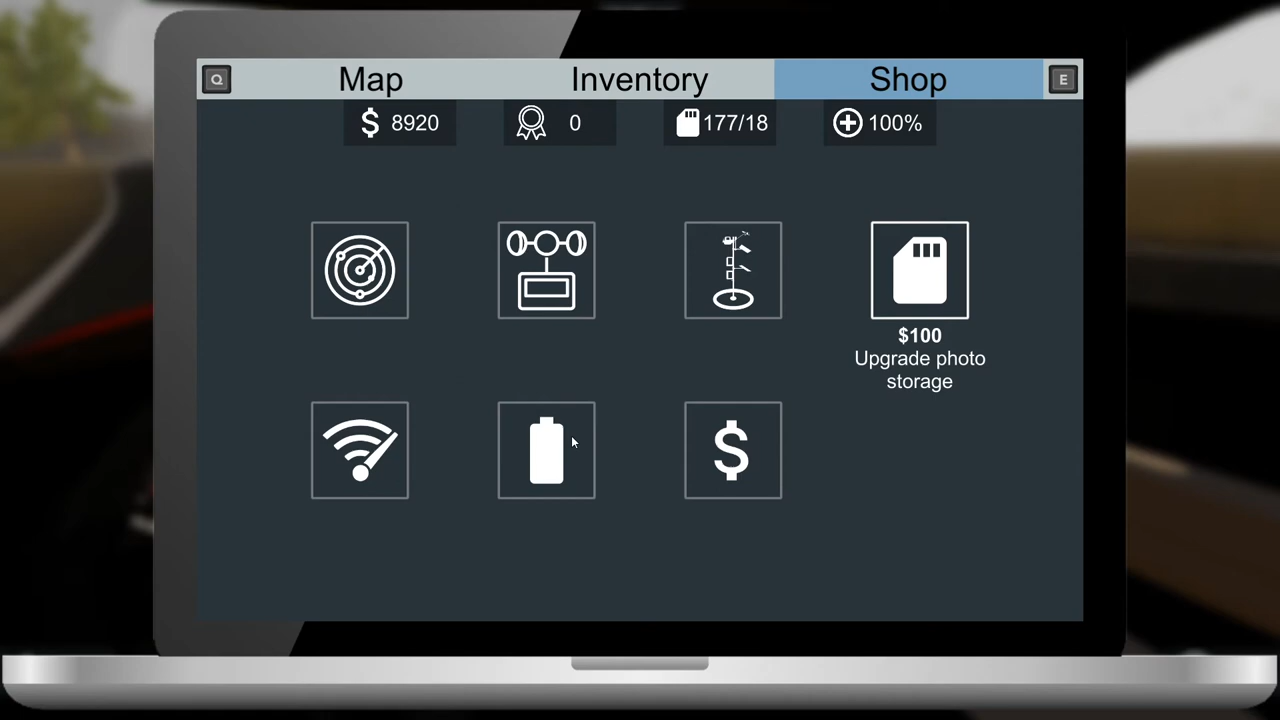 Q Map Inventory Shop E
$ 8920 0 177/18 100%
$
$100
Upgrade photo
storage
$